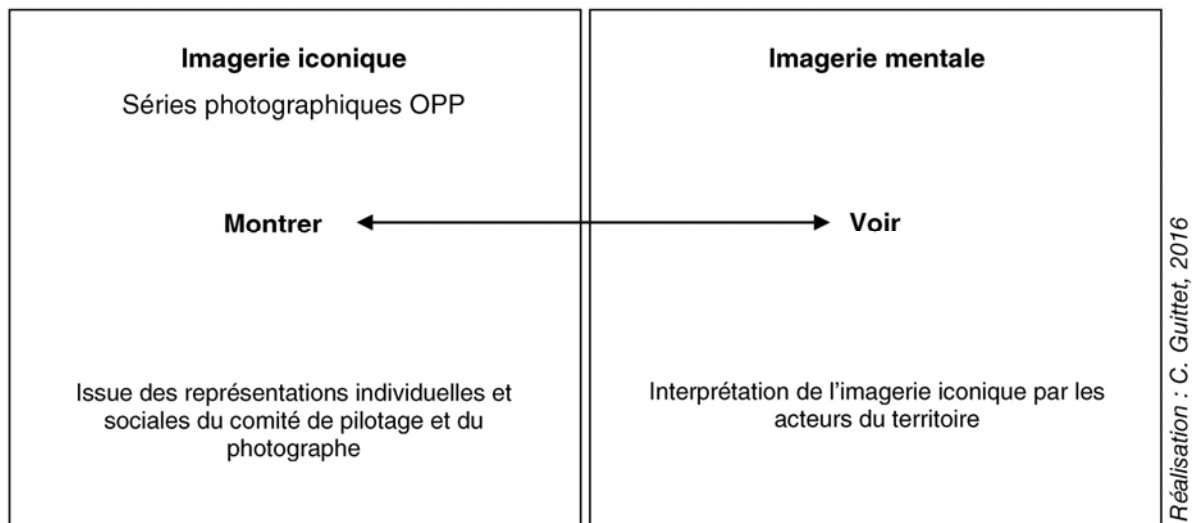 Imagerie iconique
Séries photographiques OPP
Montrer
Issue des représentations individuelles et
sociales du comité de pilotage et du
photographe
Imagerie mentale
Voir
Interprétation de l'imagerie iconique par les
acteurs du territoire
Réalisation : C. Guittet, 2016